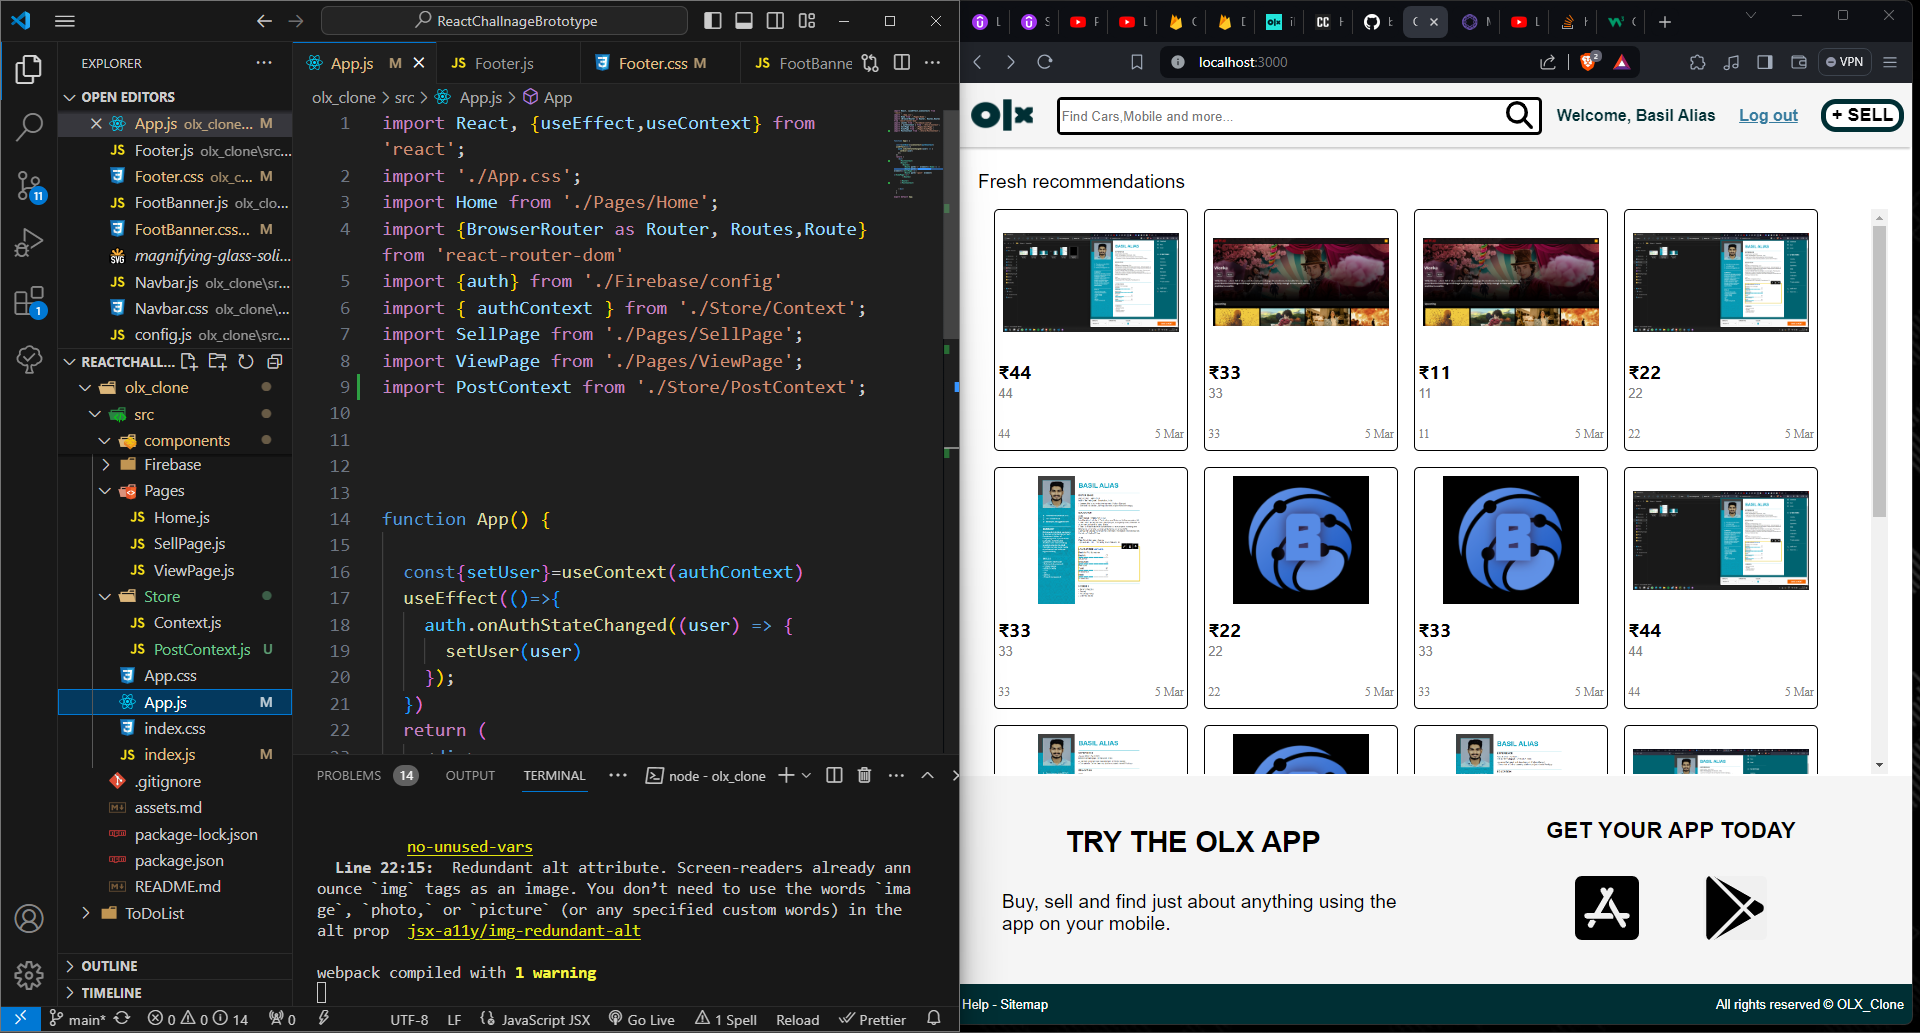 ReactChallnageBrototype
EXPLORER
OPEN EDITORS
App.js olx_clone... M
JS Footer.js olx_clone\src...
Footer.css olx_c... M
JS FootBanner.js olx_clo...
FootBanner.css... M
magnifying-glass-soli...
JS Navbar.js olx_clone\sr...
Navbar.css olx_clone\...
JS config.js olx_clone\src...
REACTCHALL...
olx_clone
src
components
Firebase
Pages
JS Home.js
JS SellPage.js
JS ViewPage.js
Store
JS Context.js
JS PostContext.js U
App.css
App.js M
index.css
JS index.js M
.gitignore
assets.md
package-lock.json
package.json
README.md
ToDoList
OUTLINE
TIMELINE
11
1
App.js M
JS Footer.js
Footer.css M
JS FootBanne
olx_clone > src > App.js > App
1 import React, {useEffect,useContext} from
'react';
2 import './App.css';
3 import Home from './Pages/Home';
4 import {BrowserRouter as Router, Routes,Route}
from 'react-router-dom'
5 import {auth} from './Firebase/config'
6 import { authContext } from './Store/Context';
7 import SellPage from './Pages/SellPage';
8 import ViewPage from './Pages/ViewPage';
9 import PostContext from './Store/PostContext';
10
11
12
13
14 function App() {
15
16 const{setUser}=useContext(authContext)
17 useEffect(()=>{
18 auth.onAuthStateChanged((user) => {
19 setUser(user)
20 });
21 })
22 return (
PROBLEMS 14 OUTPUT TERMINAL node - olx_clone
no-unused-vars
Line 22:15: Redundant alt attribute. Screen-readers already ann
ounce `img` tags as an image. You don't need to use the words `ima
ge`, `photo,` or `picture` (or any specified custom words) in the
alt prop jsx-a11y/img-redundant-alt
webpack compiled with 1 warning
main* 0 0 14 0 UTF-8 LF JavaScript JSX Go Live 1 Spell Reload Prettier
localhost:3000
2
VPN
olx
Find Cars,Mobile and more...
Welcome, Basil Alias
Log out
+ SELL
Fresh recommendations
₹44
44
44 5 Mar
₹33
33
33 5 Mar
₹11
11
11 5 Mar
₹22
22
22 5 Mar
BASIL ALIAS
₹33
33
33 5 Mar
₹22
22
22 5 Mar
₹33
33
33 5 Mar
₹44
44
44 5 Mar
BASIL ALIAS
BASIL ALIAS
TRY THE OLX APP
Buy, sell and find just about anything using the
app on your mobile.
GET YOUR APP TODAY
Help - Sitemap
All rights reserved © OLX_Clone